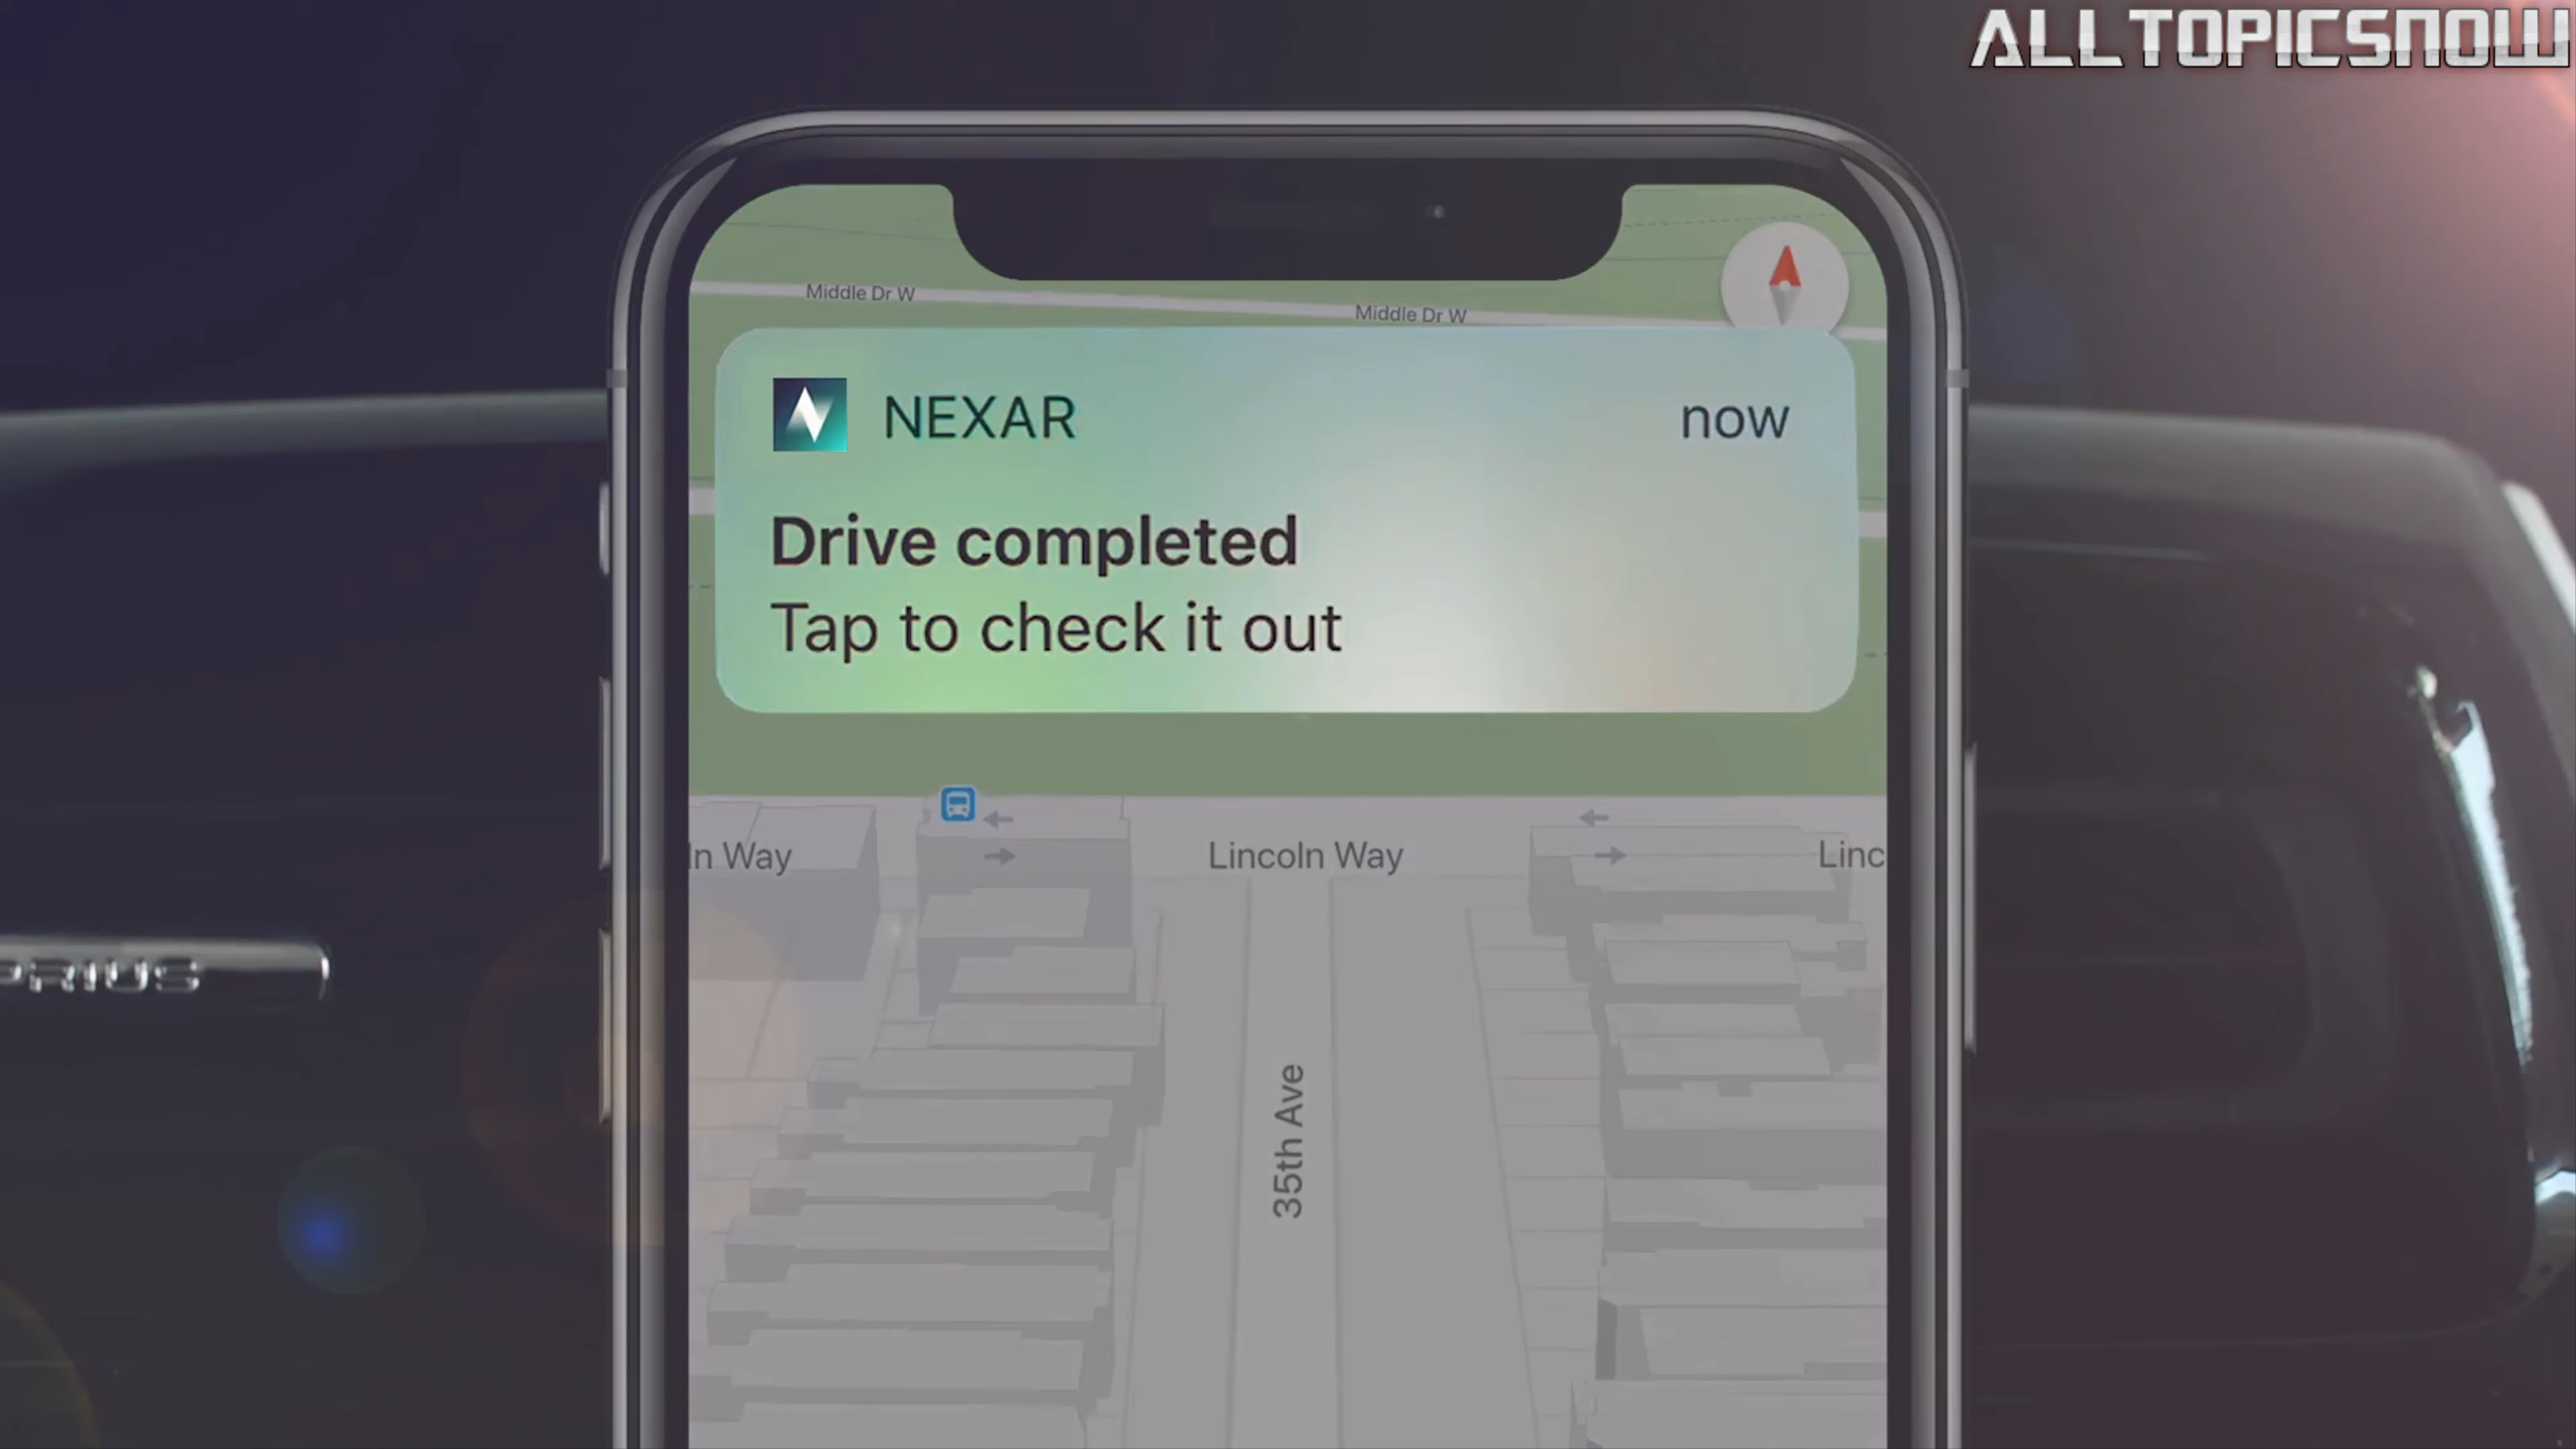 ALLTOPICSNOW
Middle Dr W
Middle Dr W
NEXAR
now
Drive completed
Tap to check it out
ln Way
Lincoln Way
Linc
35th Ave
PRIUS